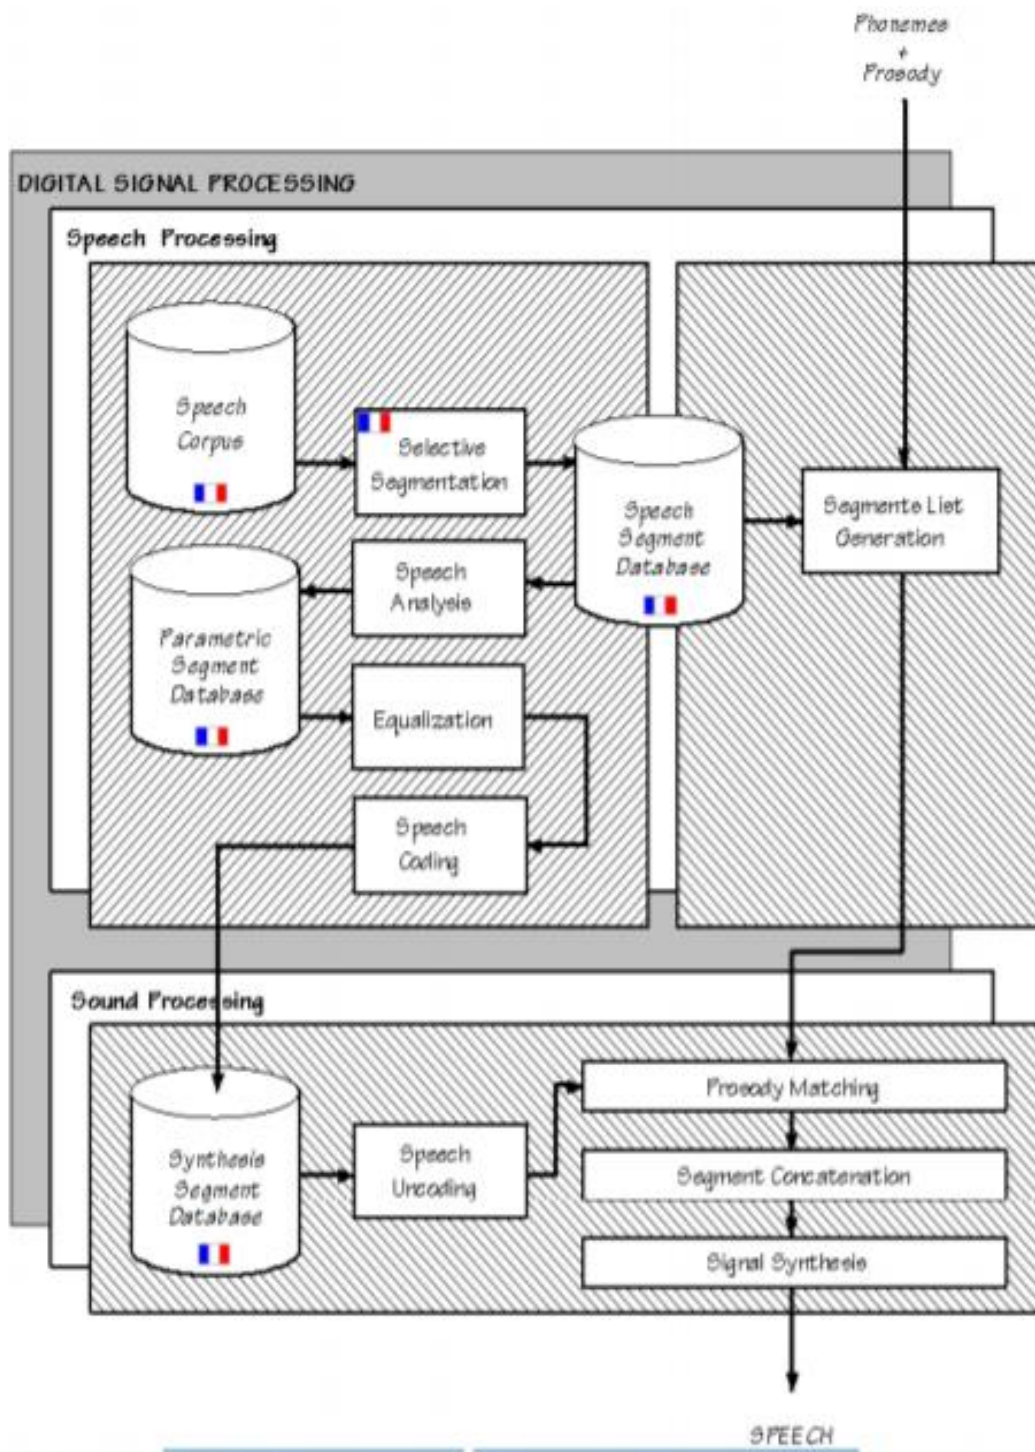 Phonemes
+
Prosody
DIGITAL SIGNAL PROCESSING
Speech Processing
Speech
Corpus
Selective
Segmentation
Speech
Segment
Database
Segments List
Generation
Speech
Analysis
Parametric
Segment
Database
Equalization
Speech
Coding
Sound Processing
Synthesis
Segment
Database
Speech
Uncoding
Prosody Matching
Segment Concatenation
Signal Synthesis
SPEECH